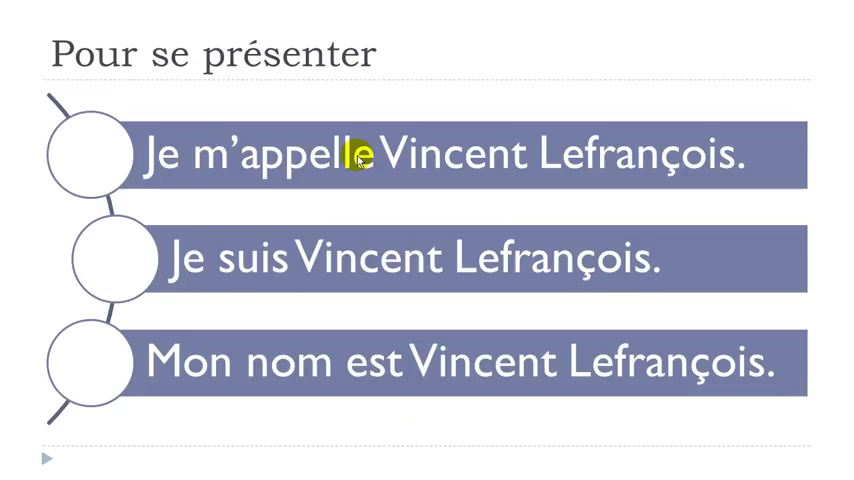 Pour se présenter
Je m’appelle Vincent Lefrançois.
Je suis Vincent Lefrançois.
Mon nom est Vincent Lefrançois.